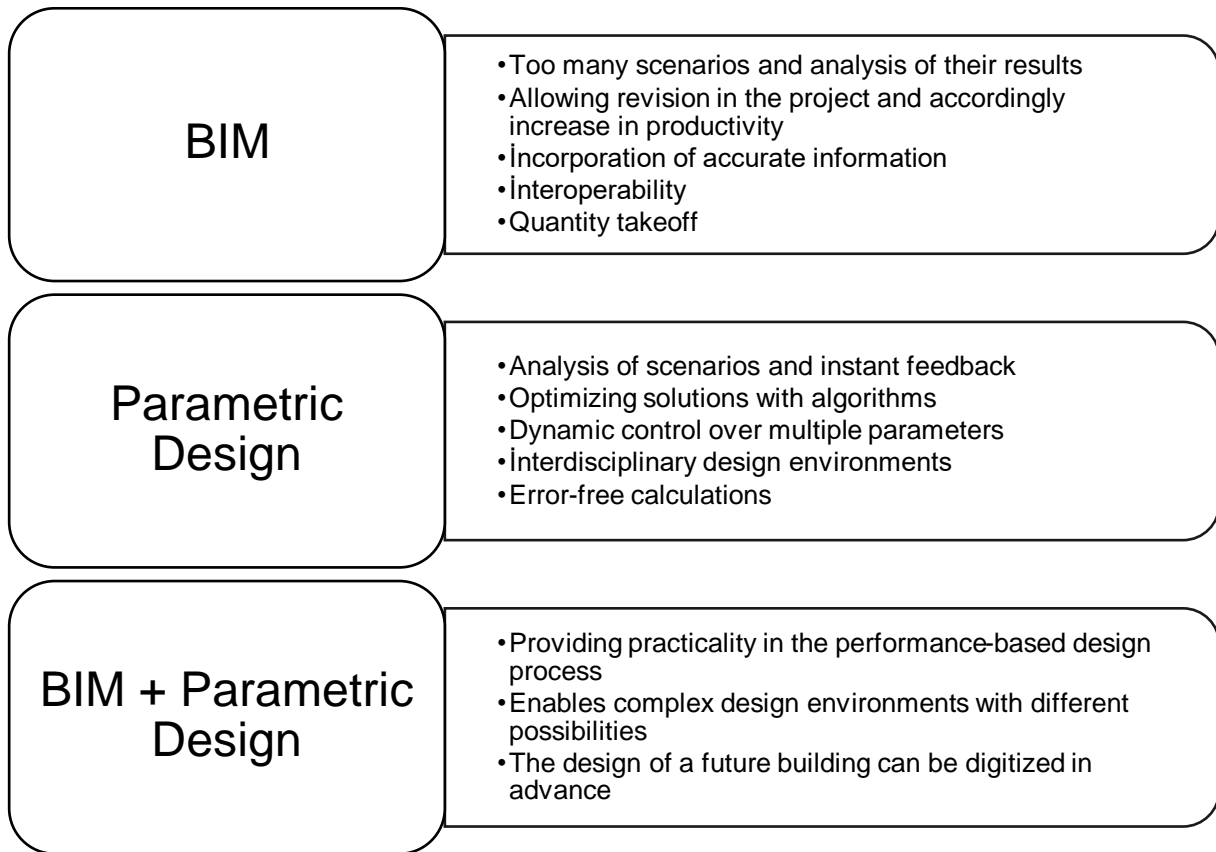 BIM
•Too many scenarios and analysis of their results
•Allowing revision in the project and accordingly
increase in productivity
•İncorporation of accurate information
•İnteroperability
•Quantity takeoff
Parametric
Design
•Analysis of scenarios and instant feedback
•Optimizing solutions with algorithms
•Dynamic control over multiple parameters
•İnterdisciplinary design environments
•Error-free calculations
BIM + Parametric
Design
•Providing practicality in the performance-based design
process
•Enables complex design environments with different
possibilities
•The design of a future building can be digitized in
advance